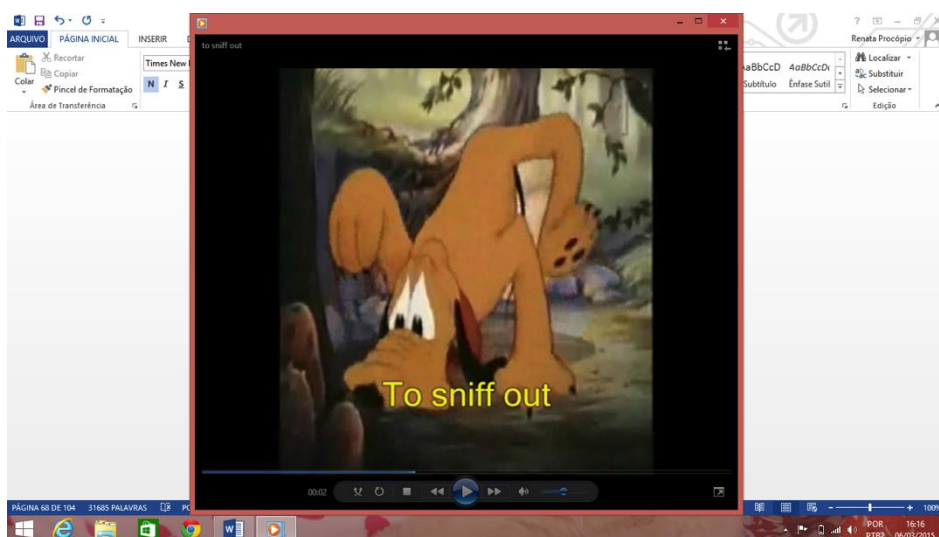 ARQUIVO PÁGINA INICIAL INSERIR
Renata Procópio
Recortar
Copiar
Colar
Pincel de Formatação
Área de Transferência
Times New
N I S
AaBbCcD AaBbCcDc
Subtítulo Ênfase Sutil
Localizar
Substituir
Selecionar
Edição
to sniff out
To sniff out
00:02
PÁGINA 68 DE 104 31685 PALAVRAS
100%
POR 16:16
PTB2 06/03/2015